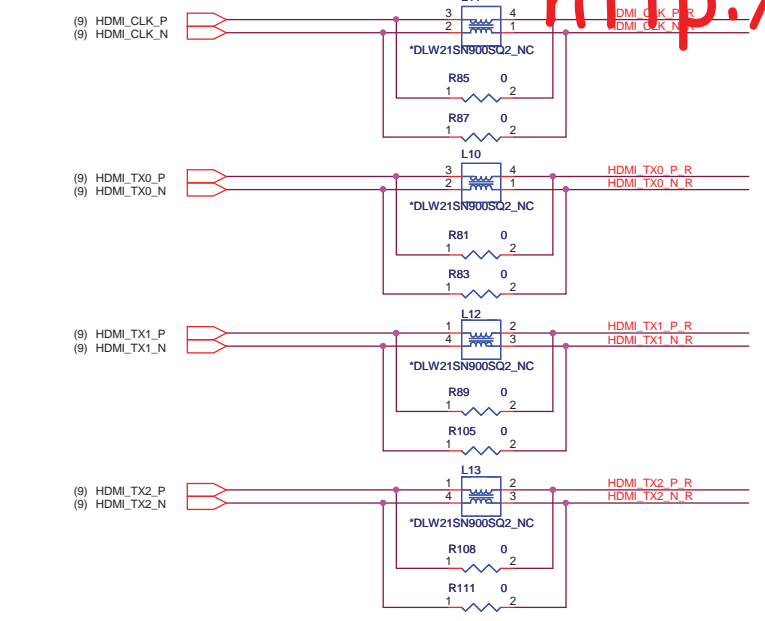 3 4
(9) HDMI_CLK_P
(9) HDMI_CLK_N
2 1
*DLW21SN900SQ2_NC
R85 0
1 2
R87 0
1 2
L10
3 4 HDMI_TX0_P_R
(9) HDMI_TX0_P
(9) HDMI_TX0_N
2 1 HDMI_TX0_N_R
*DLW21SN900SQ2_NC
R81 0
1 2
R83 0
1 2
L12
1 2 HDMI_TX1_P_R
(9) HDMI_TX1_P
(9) HDMI_TX1_N
4 3 HDMI_TX1_N_R
*DLW21SN900SQ2_NC
R89 0
1 2
R105 0
1 2
L13
1 2 HDMI_TX2_P_R
(9) HDMI_TX2_P
(9) HDMI_TX2_N
4 3 HDMI_TX2_N_R
*DLW21SN900SQ2_NC
R108 0
1 2
R111 0
1 2